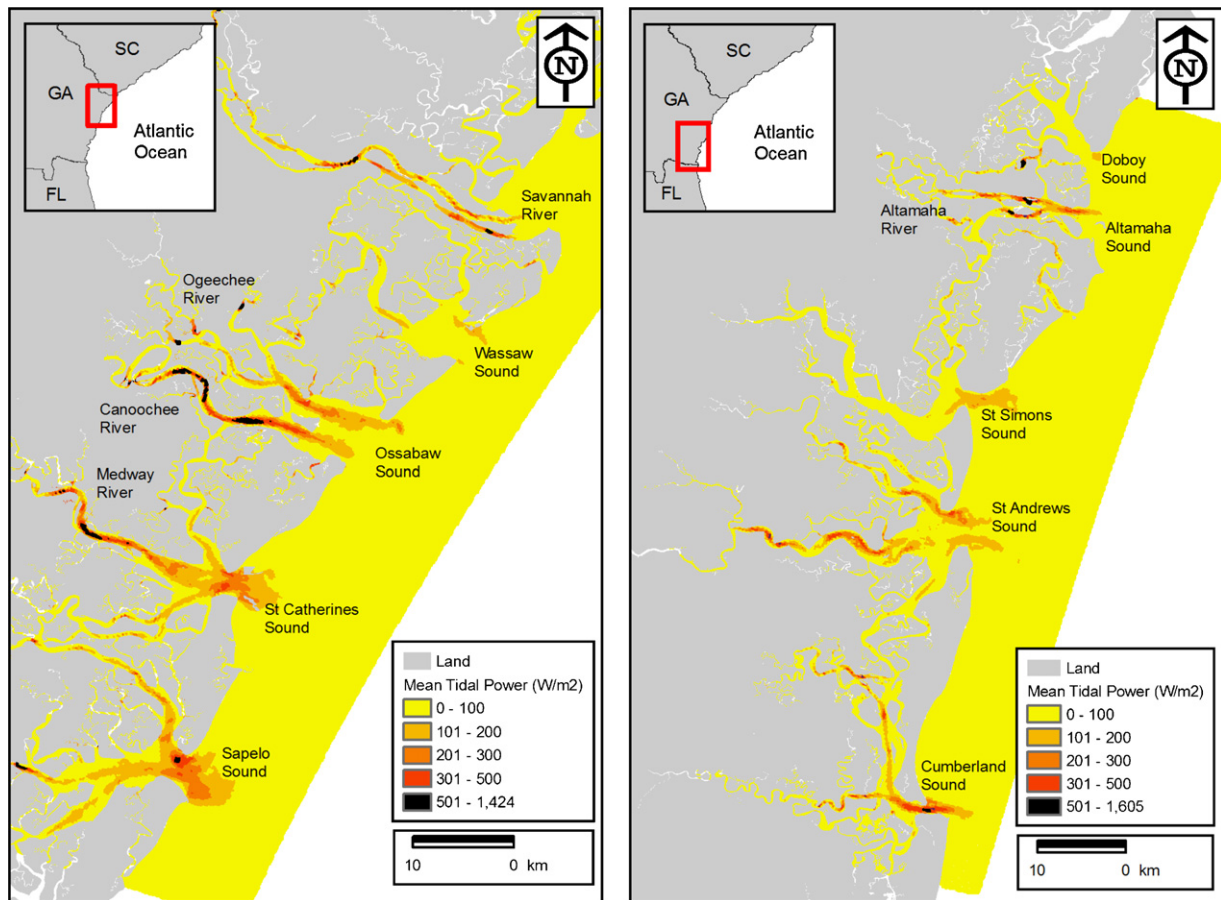 SC
GA
Atlantic
Ocean
FL
N
Savannah
River
Ogeechee
River
Wassaw
Sound
Canoochee
River
Ossabaw
Sound
Medway
River
St Catherines
Sound
Sapelo
Sound
Land
Mean Tidal Power (W/m2)
0 - 100
101 - 200
201 - 300
301 - 500
501 - 1,424
10 0 km
SC
GA
Atlantic
Ocean
FL
N
Doboy
Sound
Altamaha
River
Altamaha
Sound
St Simons
Sound
St Andrews
Sound
Cumberland
Sound
Land
Mean Tidal Power (W/m2)
0 - 100
101 - 200
201 - 300
301 - 500
501 - 1,605
10 0 km